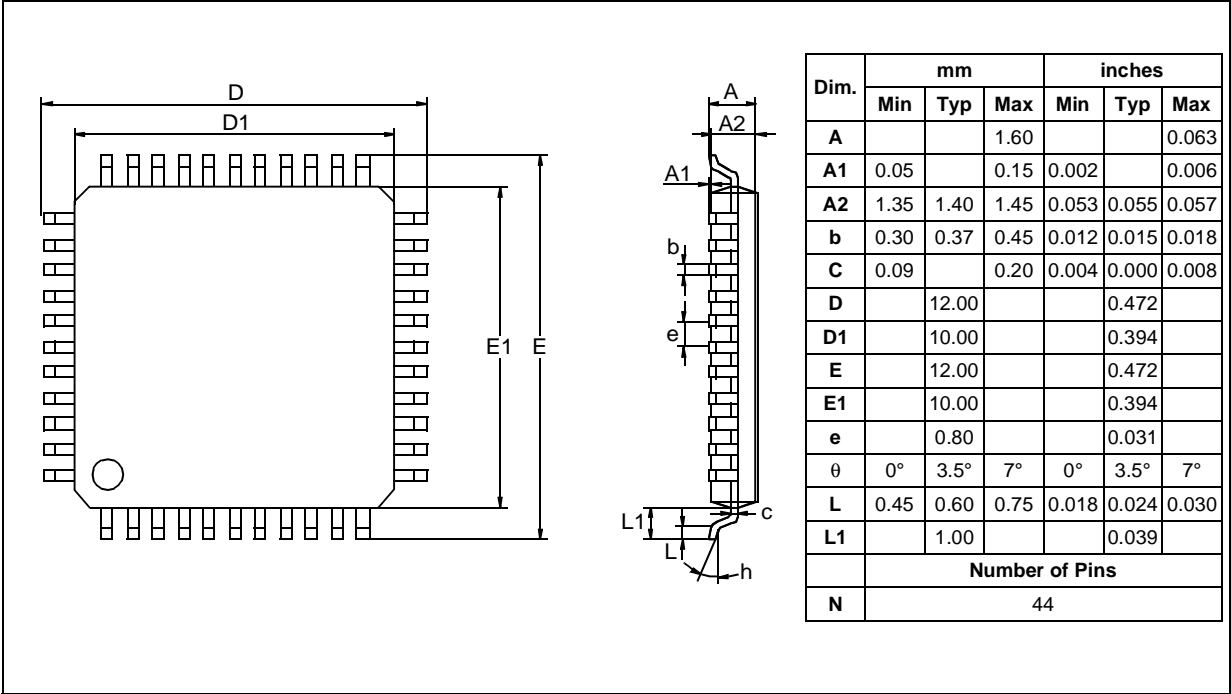 D
D1
E1
E
A
A2
A1
b
e
L1
L
c
h
Dim. mm inches
Min Typ Max Min Typ Max
A 1.60 0.063
A1 0.05 0.15 0.002 0.006
A2 1.35 1.40 1.45 0.053 0.055 0.057
b 0.30 0.37 0.45 0.012 0.015 0.018
C 0.09 0.20 0.004 0.000 0.008
D 12.00 0.472
D1 10.00 0.394
E 12.00 0.472
E1 10.00 0.394
e 0.80 0.031
θ 0° 3.5° 7° 0° 3.5° 7°
L 0.45 0.60 0.75 0.018 0.024 0.030
L1 1.00 0.039
Number of Pins
N 44